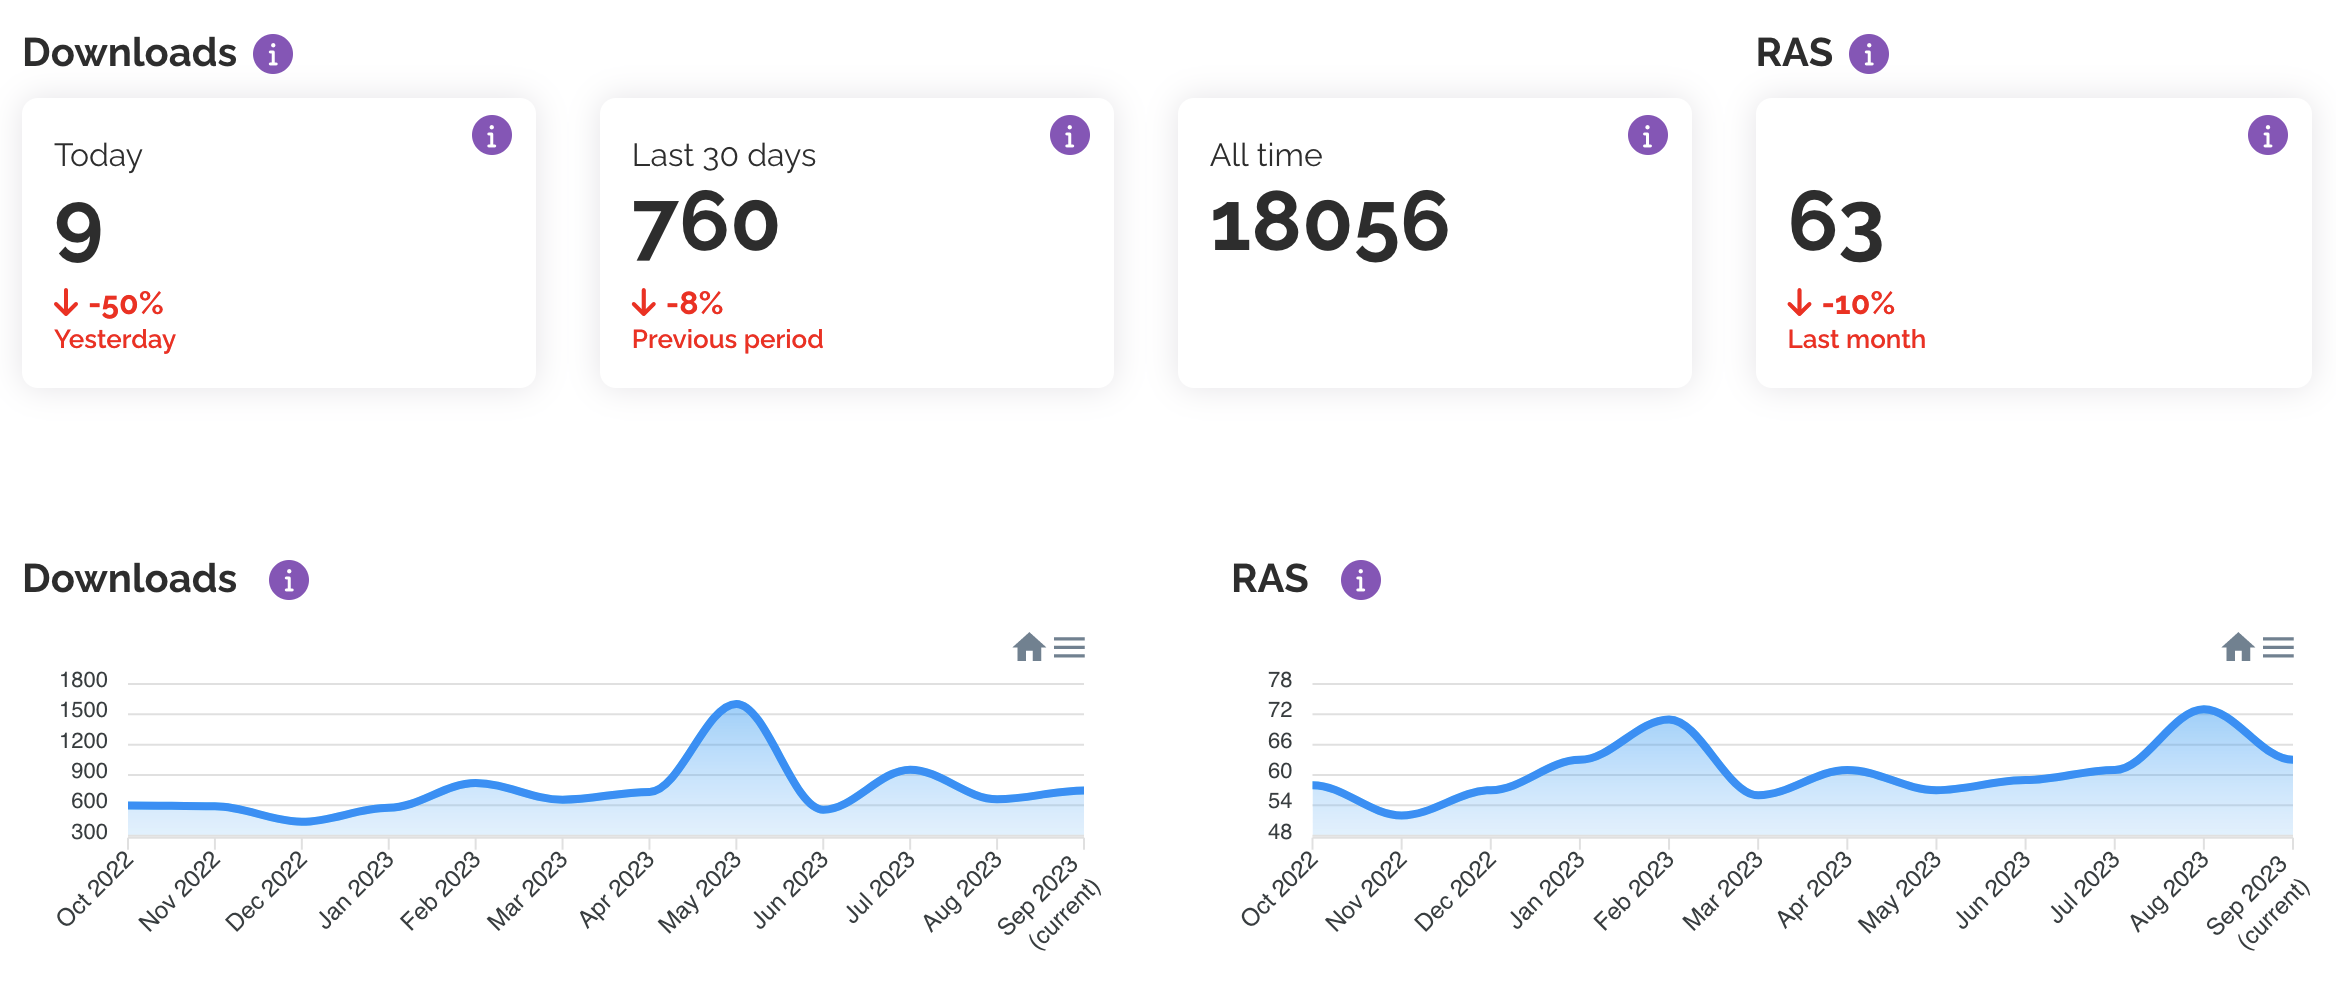 Downloads
RAS
Today
9
-50%
Yesterday
Last 30 days
760
-8%
Previous period
All time
18056
63
-10%
Last month
Downloads
1800
1500
1200
900
600
300
Oct 2022
Nov 2022
Dec 2022
Jan 2023
Feb 2023
Mar 2023
Apr 2023
May 2023
Jun 2023
Jul 2023
Aug 2023
Sep 2023
(current)
RAS
78
72
66
60
54
48
Oct 2022
Nov 2022
Dec 2022
Jan 2023
Feb 2023
Mar 2023
Apr 2023
May 2023
Jun 2023
Jul 2023
Aug 2023
Sep 2023
(current)